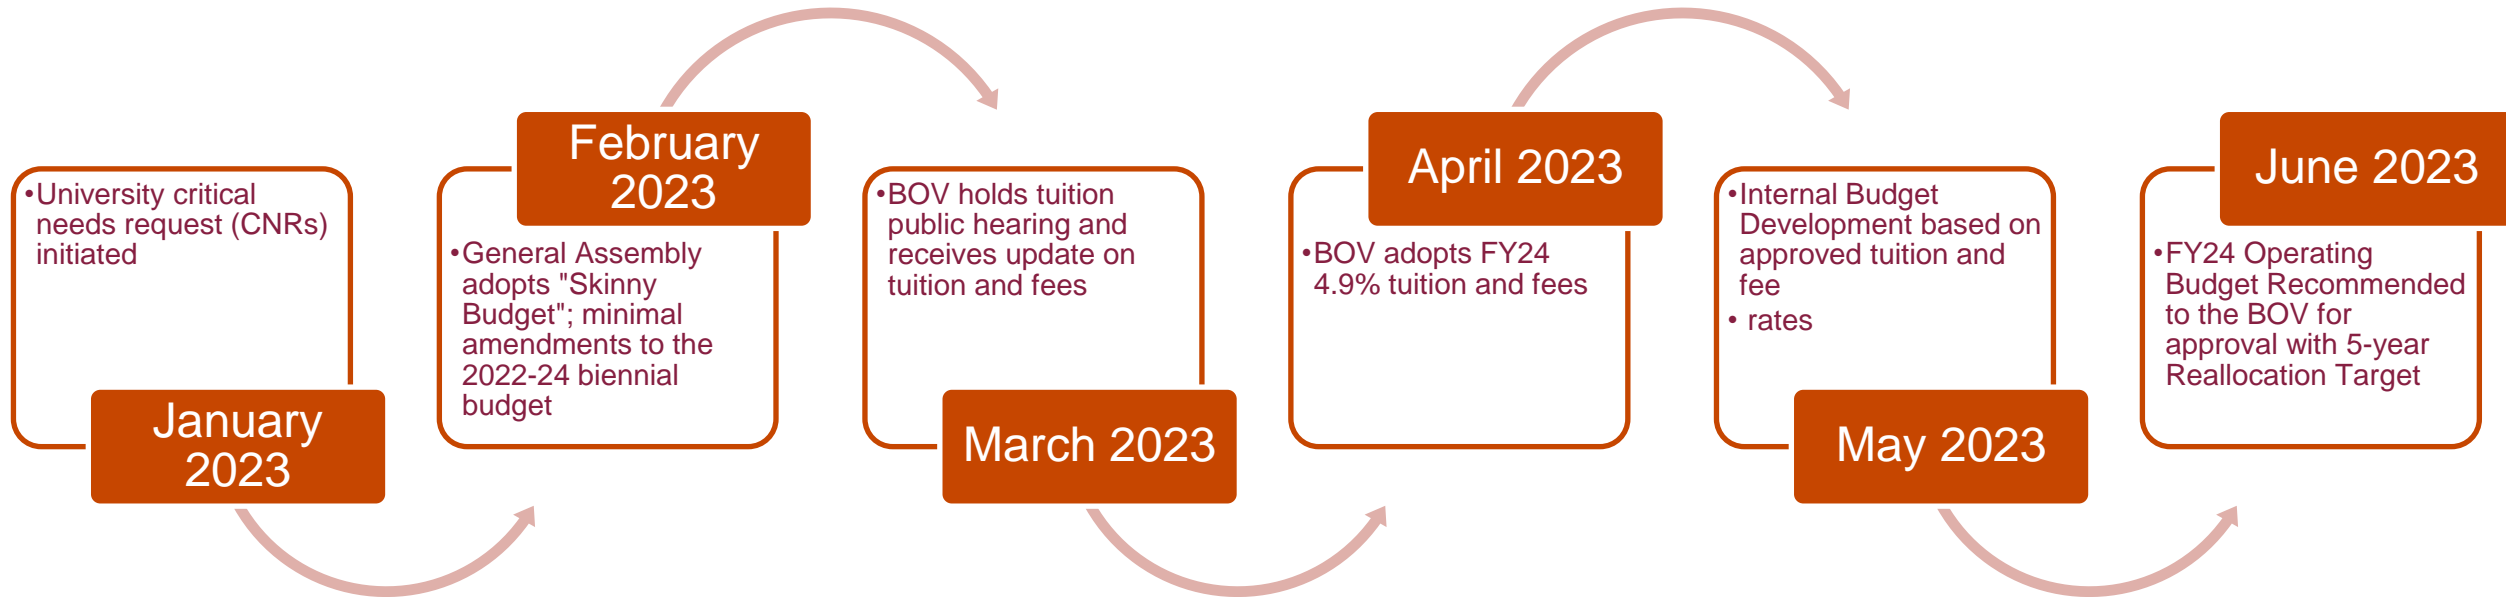 •University critical
needs request (CNRs)
initiated
January
2023
February
2023
•General Assembly
adopts "Skinny
Budget"; minimal
amendments to the
2022-24 biennial
budget
•BOV holds tuition
public hearing and
receives update on
tuition and fees
March 2023
April 2023
•BOV adopts FY24
4.9% tuition and fees
•Internal Budget
Development based on
approved tuition and
fee
• rates
May 2023
June 2023
•FY24 Operating
Budget Recommended
to the BOV for
approval with 5-year
Reallocation Target